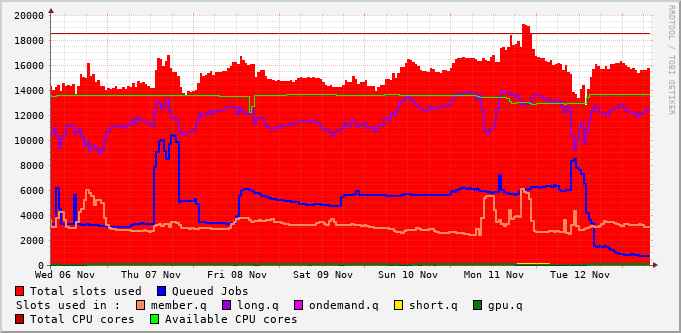 20000
18000
16000
14000
12000
10000
8000
6000
4000
2000
0
Wed 06 Nov Thu 07 Nov Fri 08 Nov Sat 09 Nov Sun 10 Nov Mon 11 Nov Tue 12 Nov
Total slots used Queued Jobs
Slots used in : member.q long.q ondemand.q short.q gpu.q
Total CPU cores Available CPU cores
RRDTOOL / TOBI OETIKER